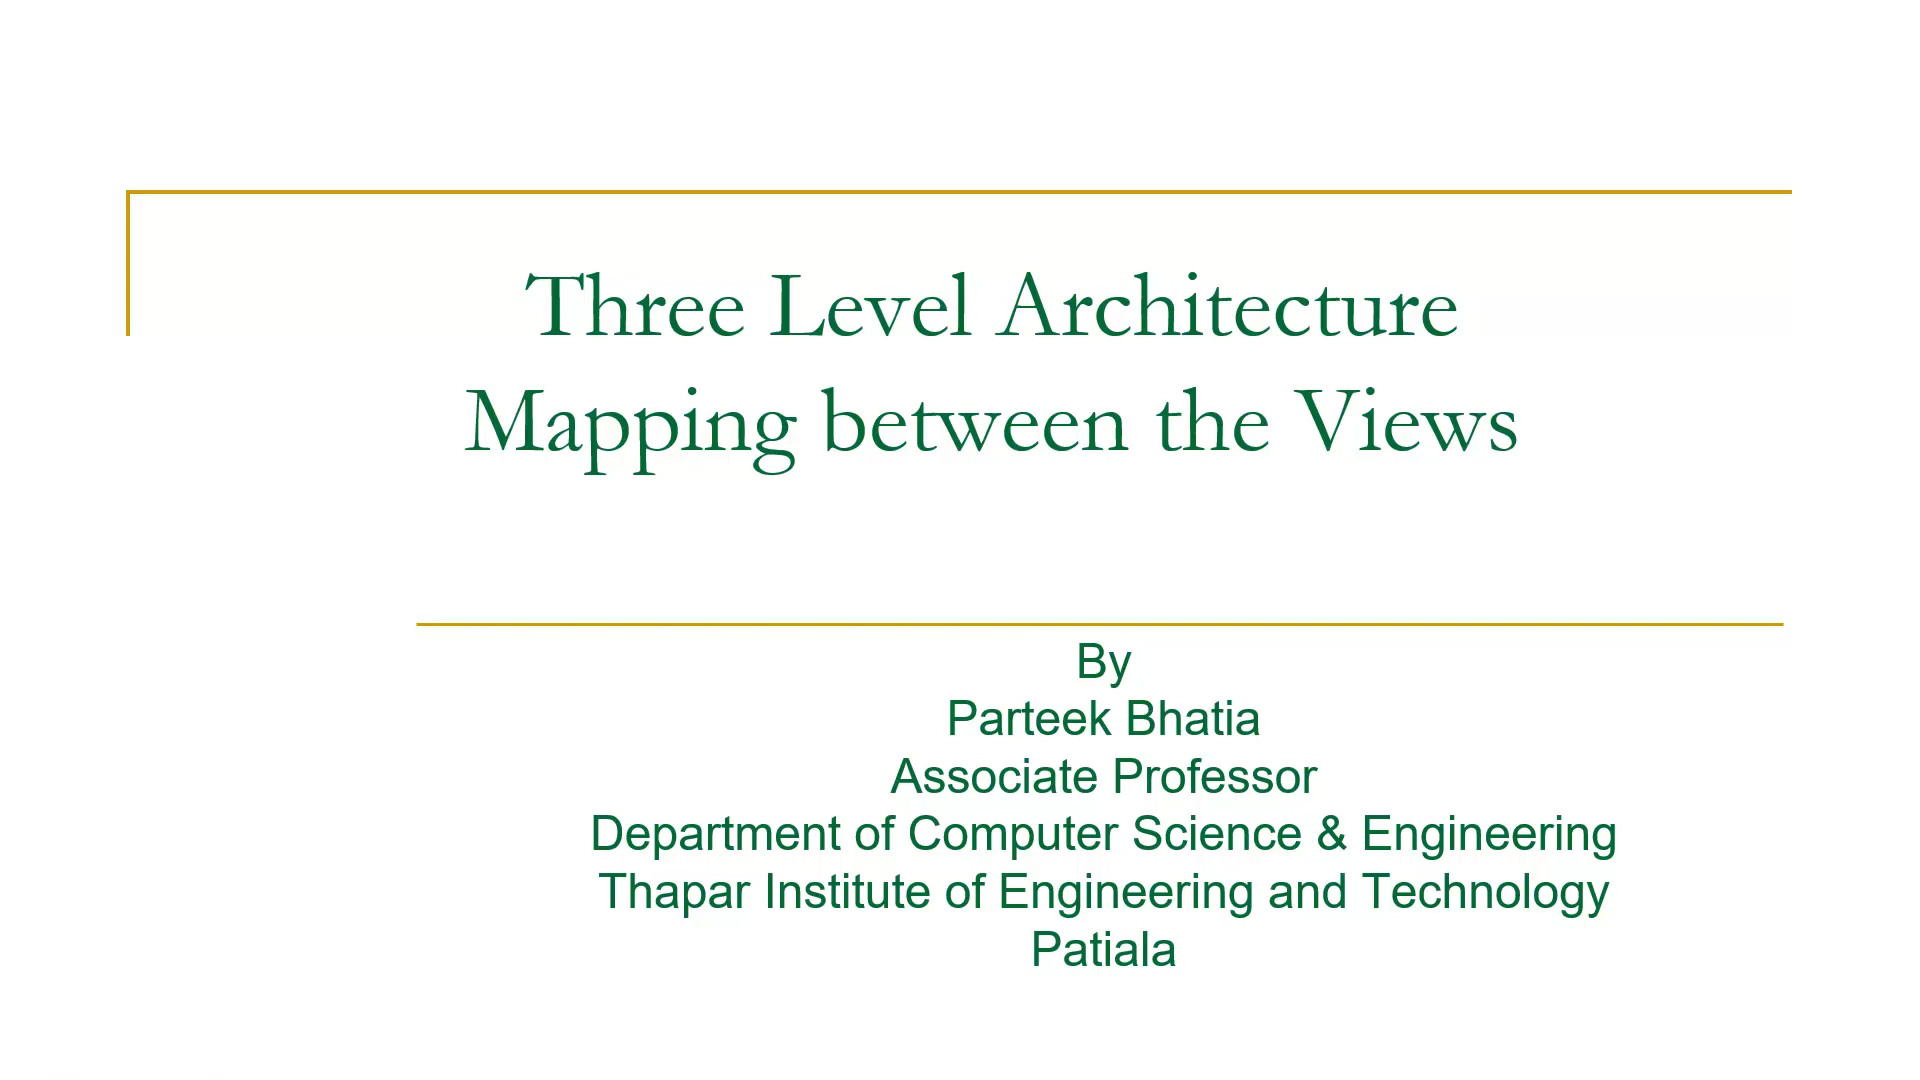 Three Level Architecture
Mapping between the Views
By
Parteek Bhatia
Associate Professor
Department of Computer Science & Engineering
Thapar Institute of Engineering and Technology
Patiala